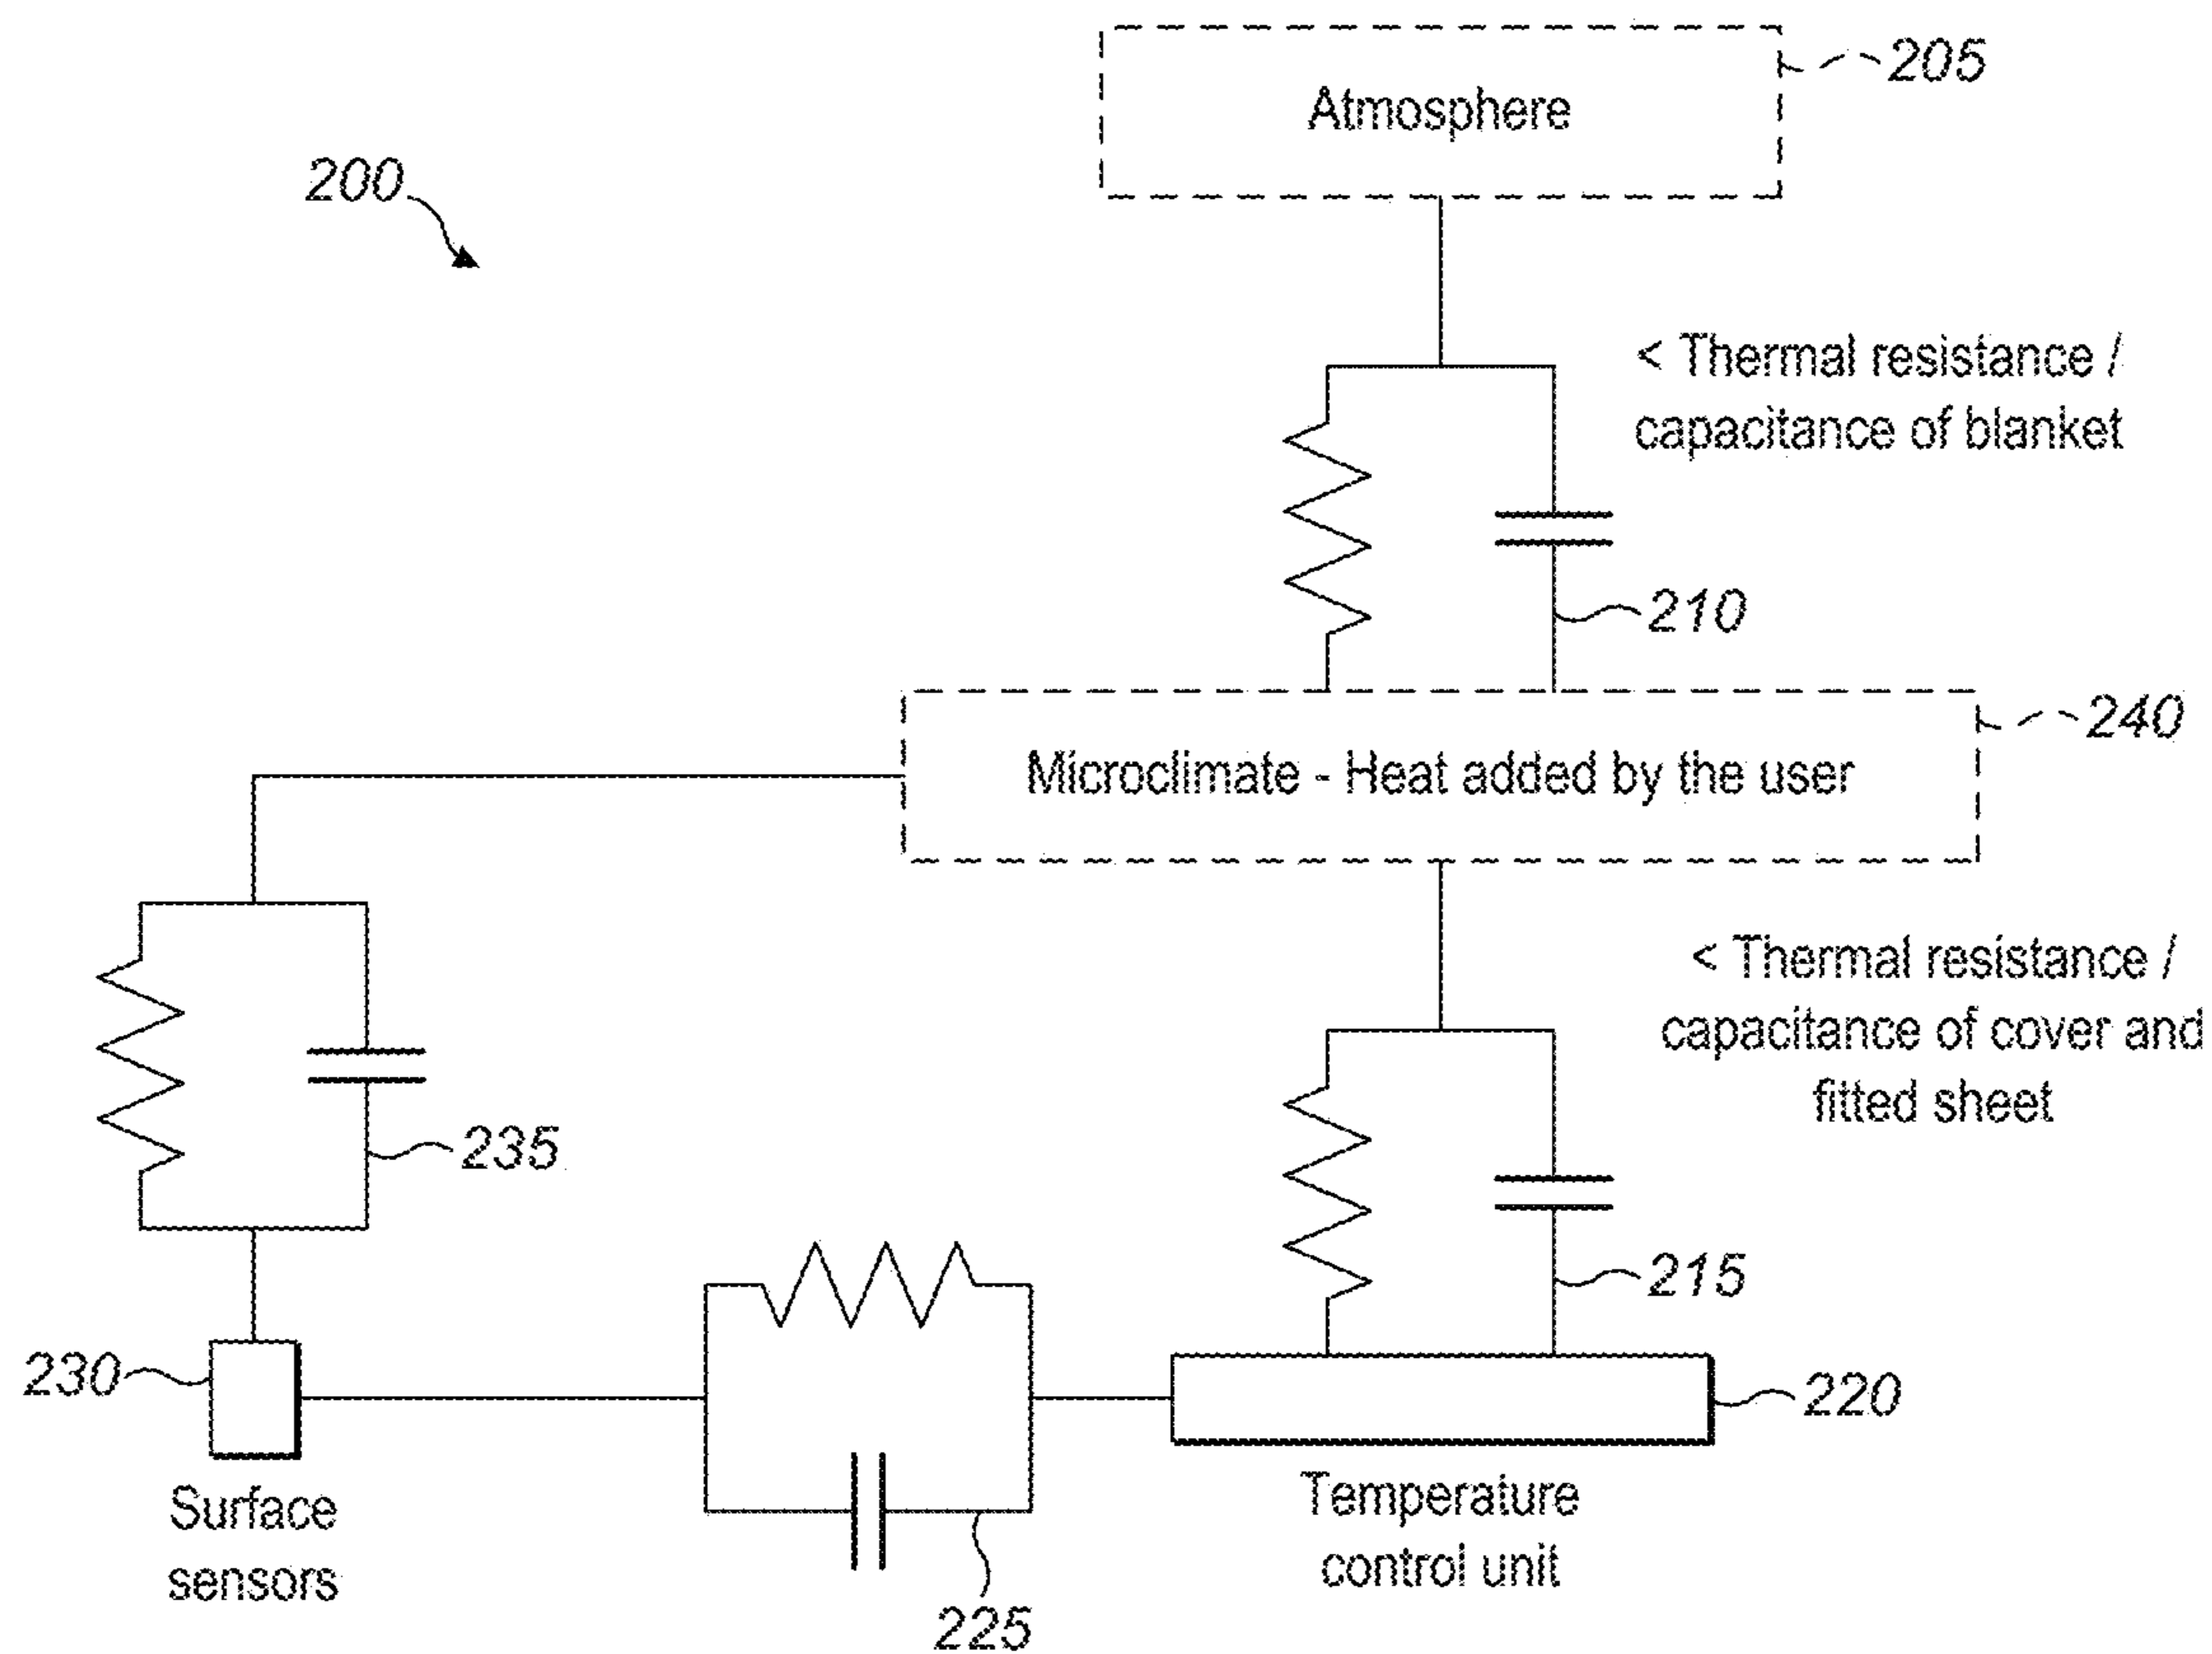 205
Atmosphere
200
< Thermal resistance /
capacitance of blanket
210
240
Microclimate - Heat added by the user
< Thermal resistance /
capacitance of cover and
fitted sheet
235
215
230
220
Surface
sensors
Temperature
control unit
225